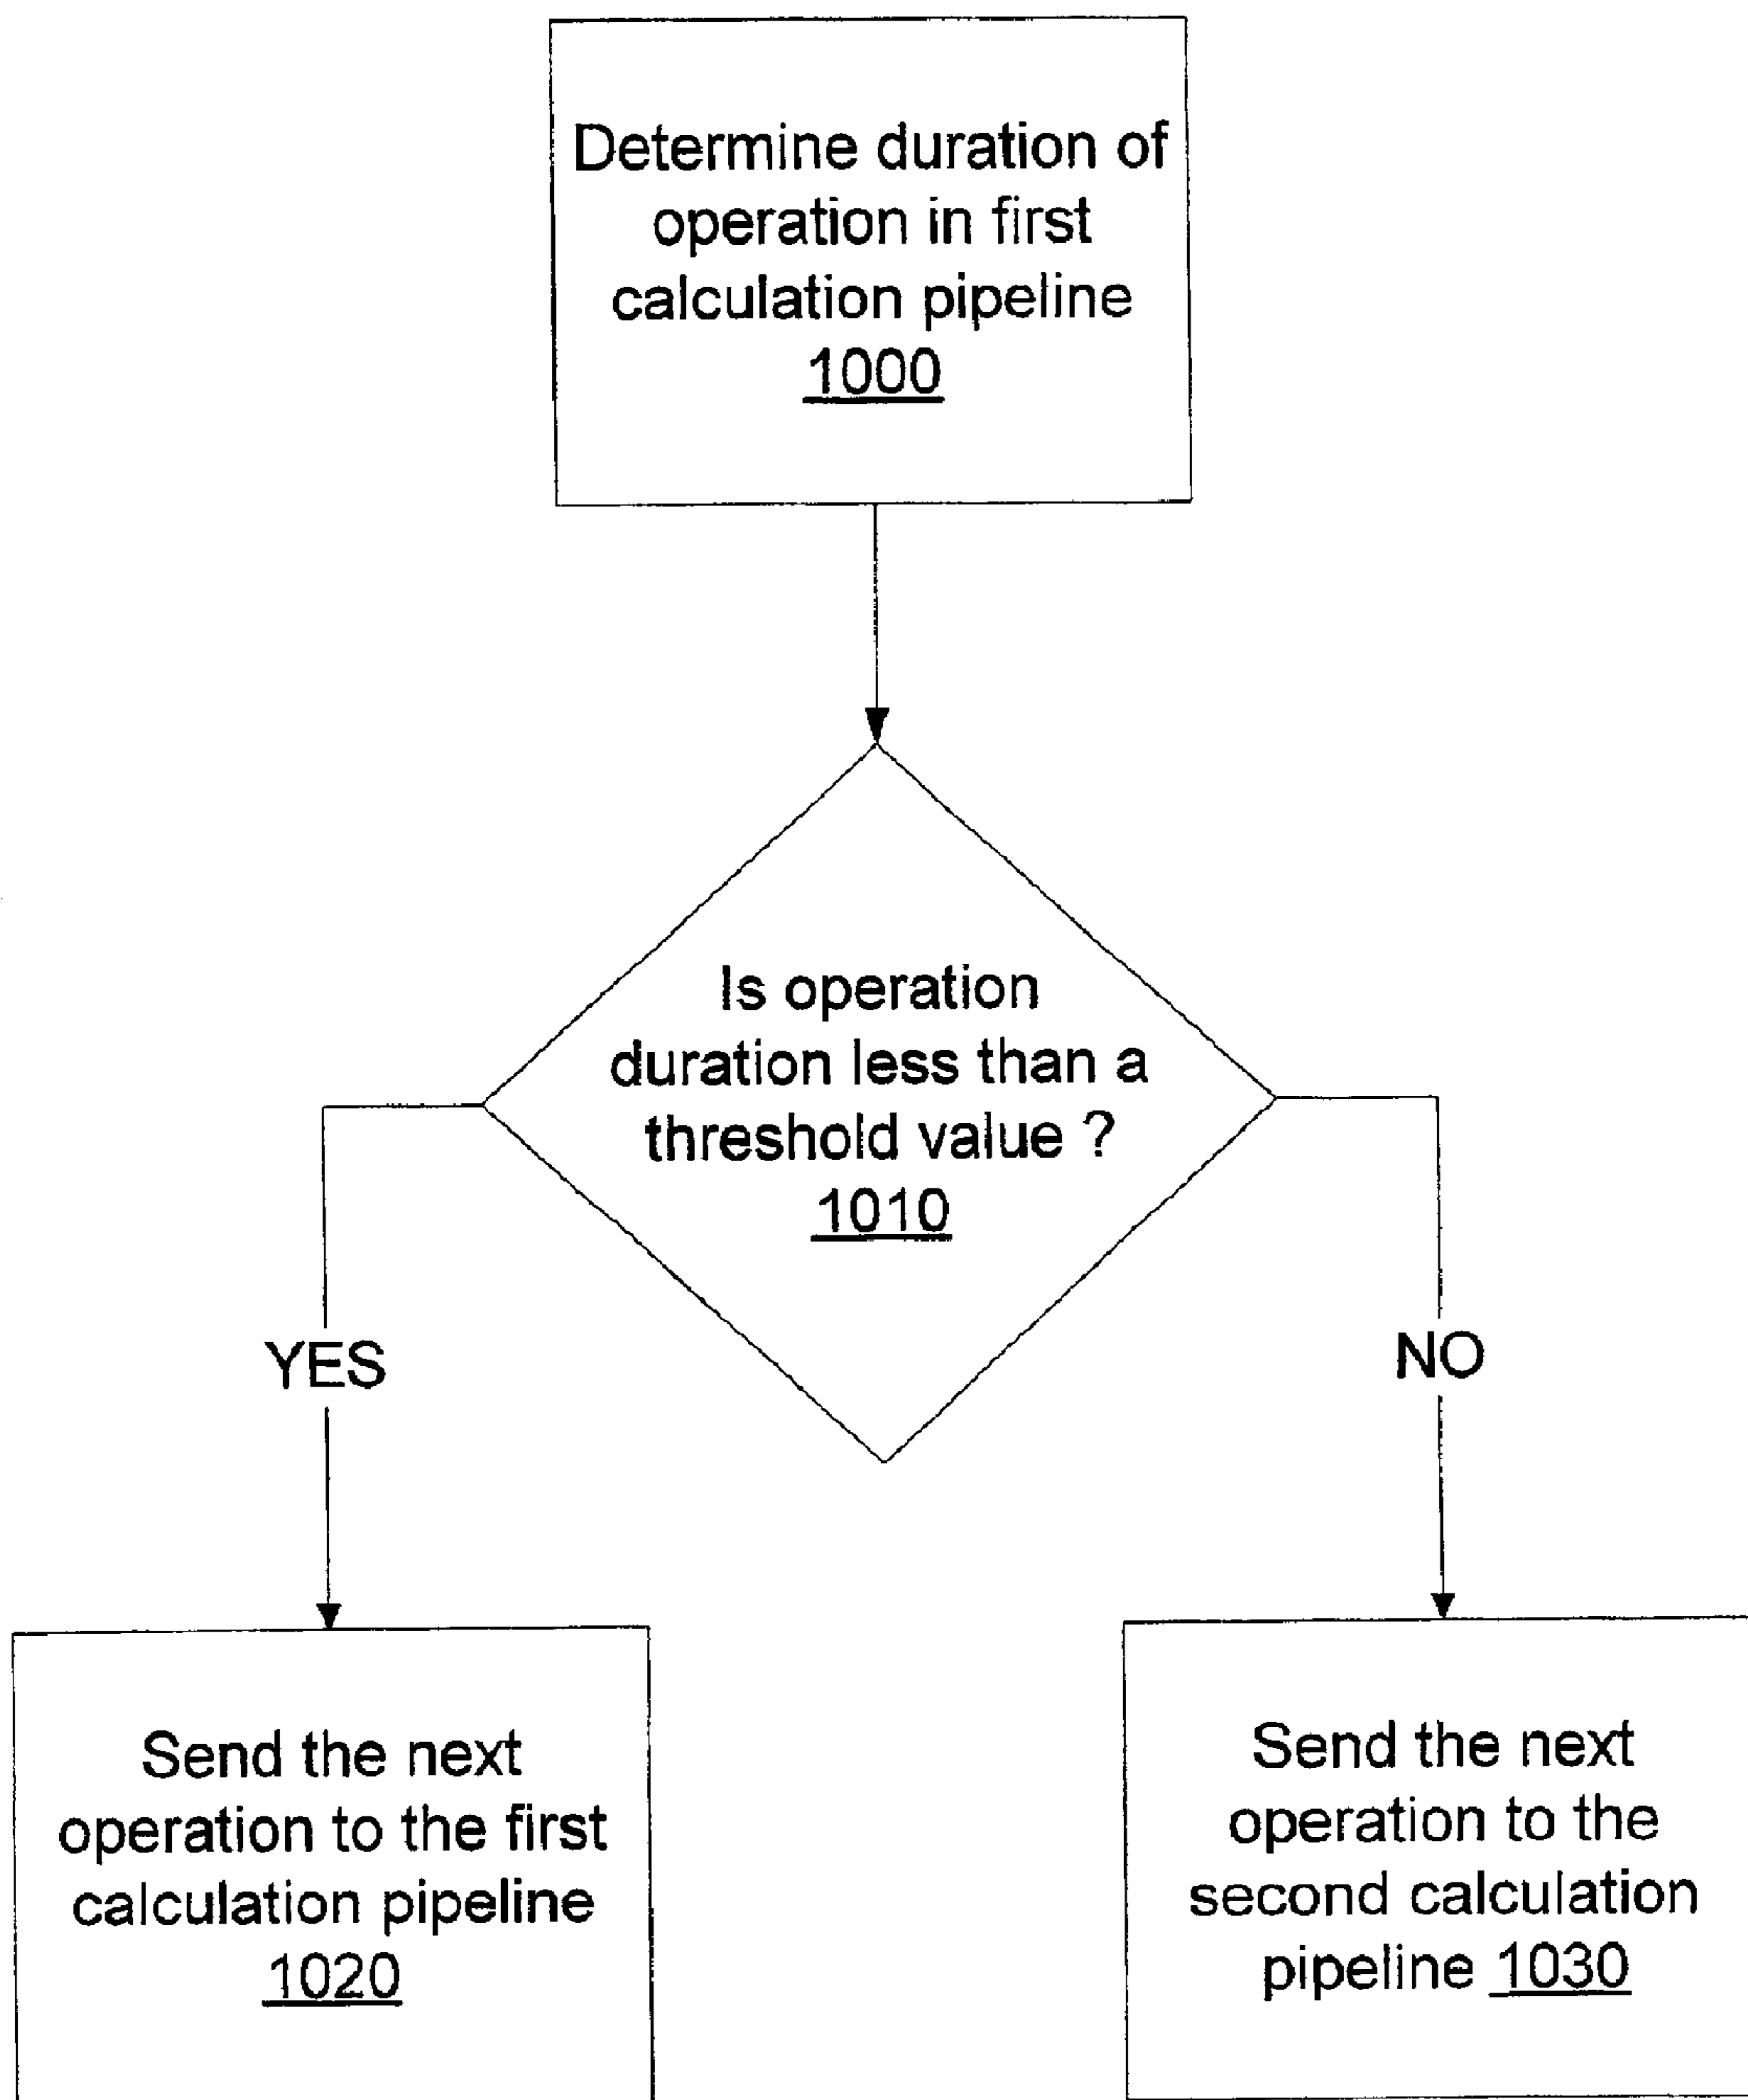 Determine duration of
operation in first
calculation pipeline
1000
Is operation
duration less than a
threshold value ?
1010
YES
NO
Send the next
operation to the first
calculation pipeline
1020
Send the next
operation to the
second calculation
pipeline 1030